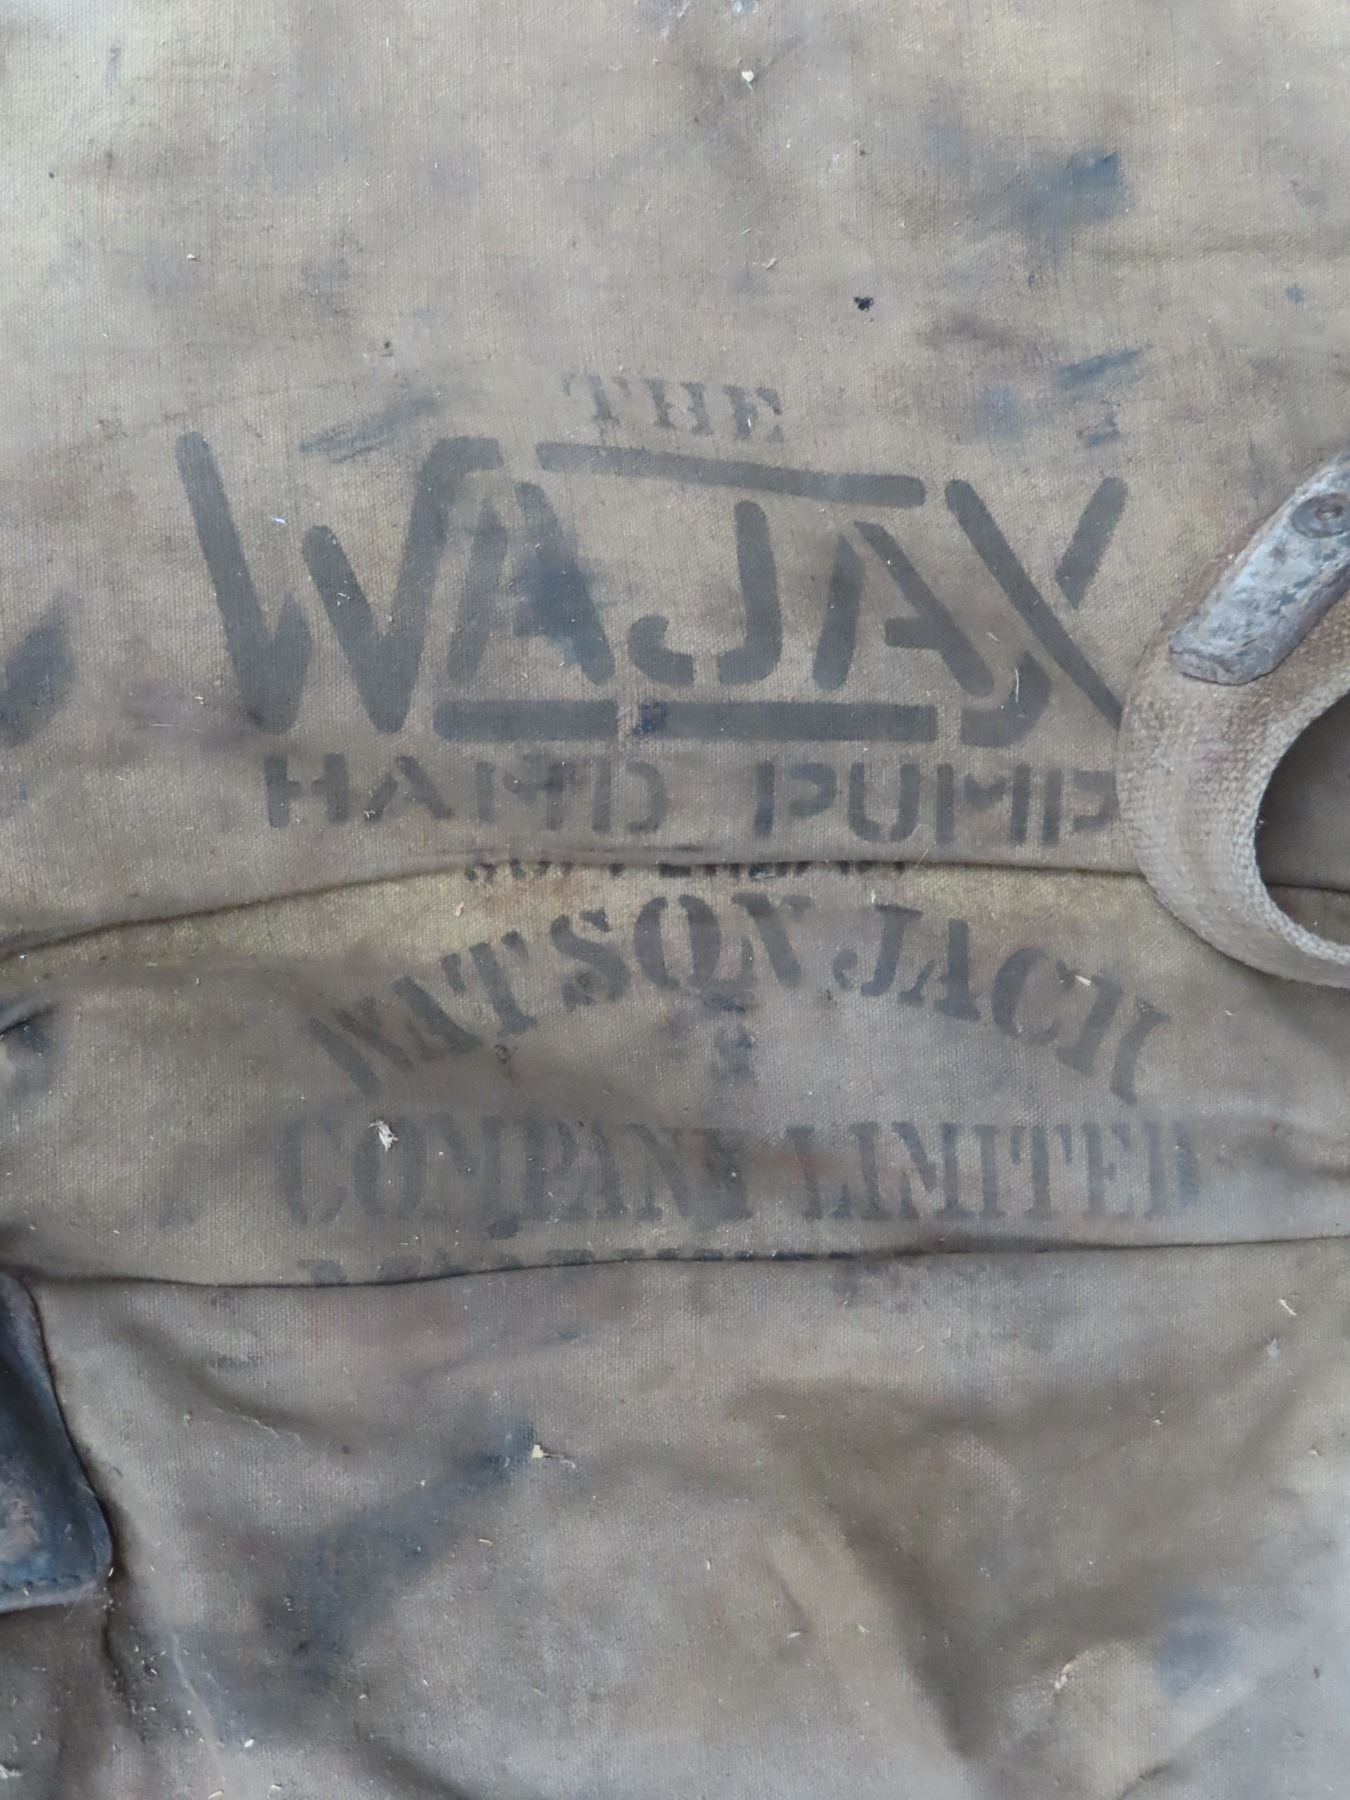 THE
WAJAX
HAND PUMP
WATSON JACK
&
COMPANY LIMITED